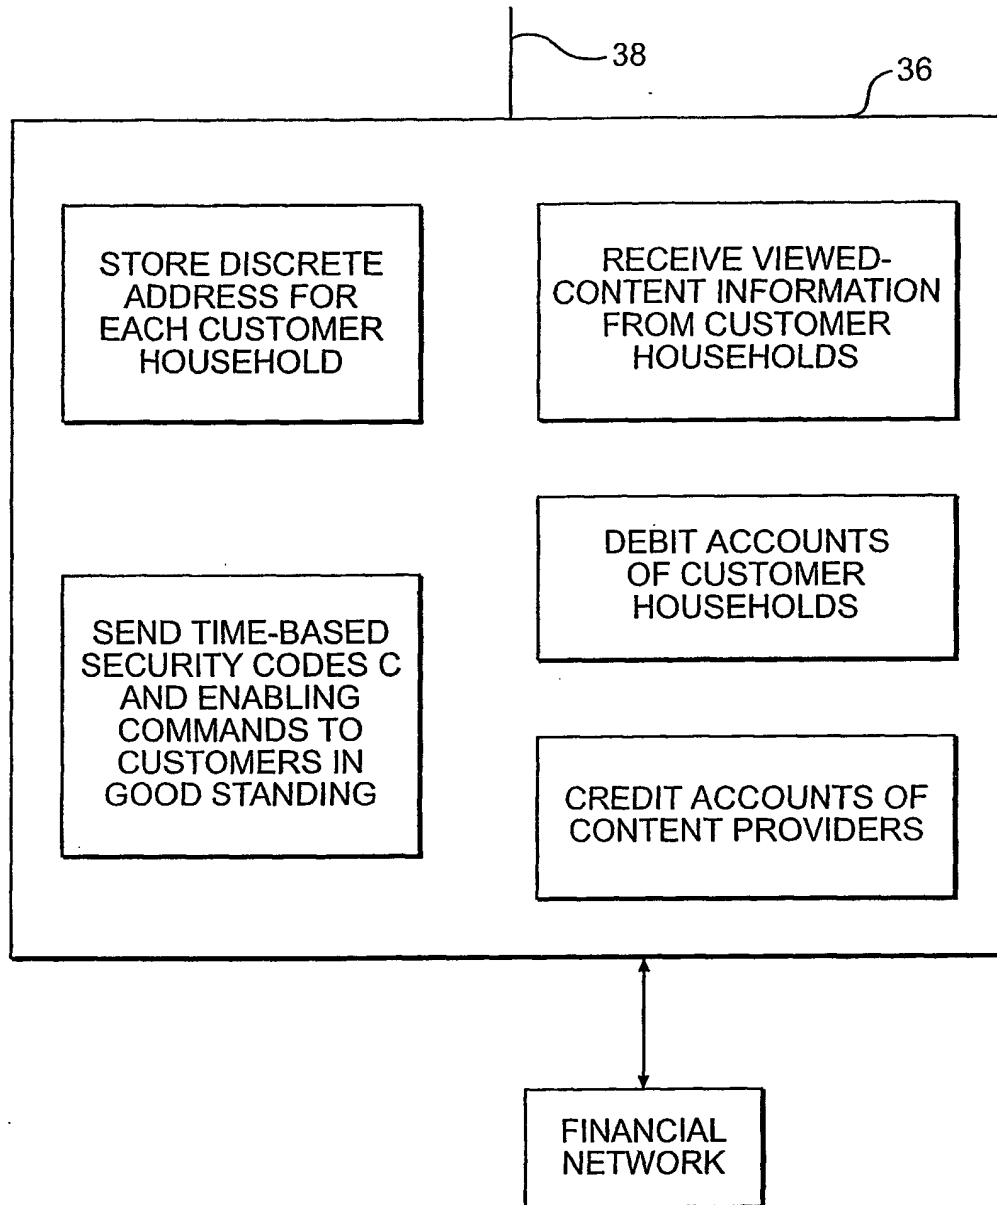 38
36
STORE DISCRETE
ADDRESS FOR
EACH CUSTOMER
HOUSEHOLD
RECEIVE VIEWED-
CONTENT INFORMATION
FROM CUSTOMER
HOUSEHOLDS
SEND TIME-BASED
SECURITY CODES C
AND ENABLING
COMMANDS TO
CUSTOMERS IN
GOOD STANDING
DEBIT ACCOUNTS
OF CUSTOMER
HOUSEHOLDS
CREDIT ACCOUNTS OF
CONTENT PROVIDERS
FINANCIAL
NETWORK